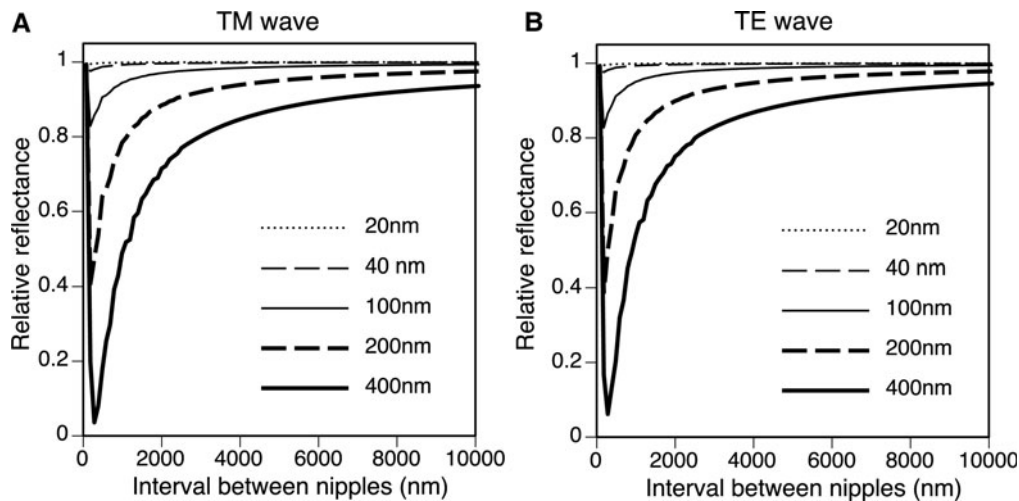 A
TM wave
Relative reflectance
1
0.8
0.6
0.4
0.2
0
20nm
40 nm
100nm
200nm
400nm
0 2000 4000 6000 8000 10000
Interval between nipples (nm)
B
TE wave
Relative reflectance
1
0.8
0.6
0.4
0.2
0
20nm
40 nm
100nm
200nm
400nm
0 2000 4000 6000 8000 10000
Interval between nipples (nm)